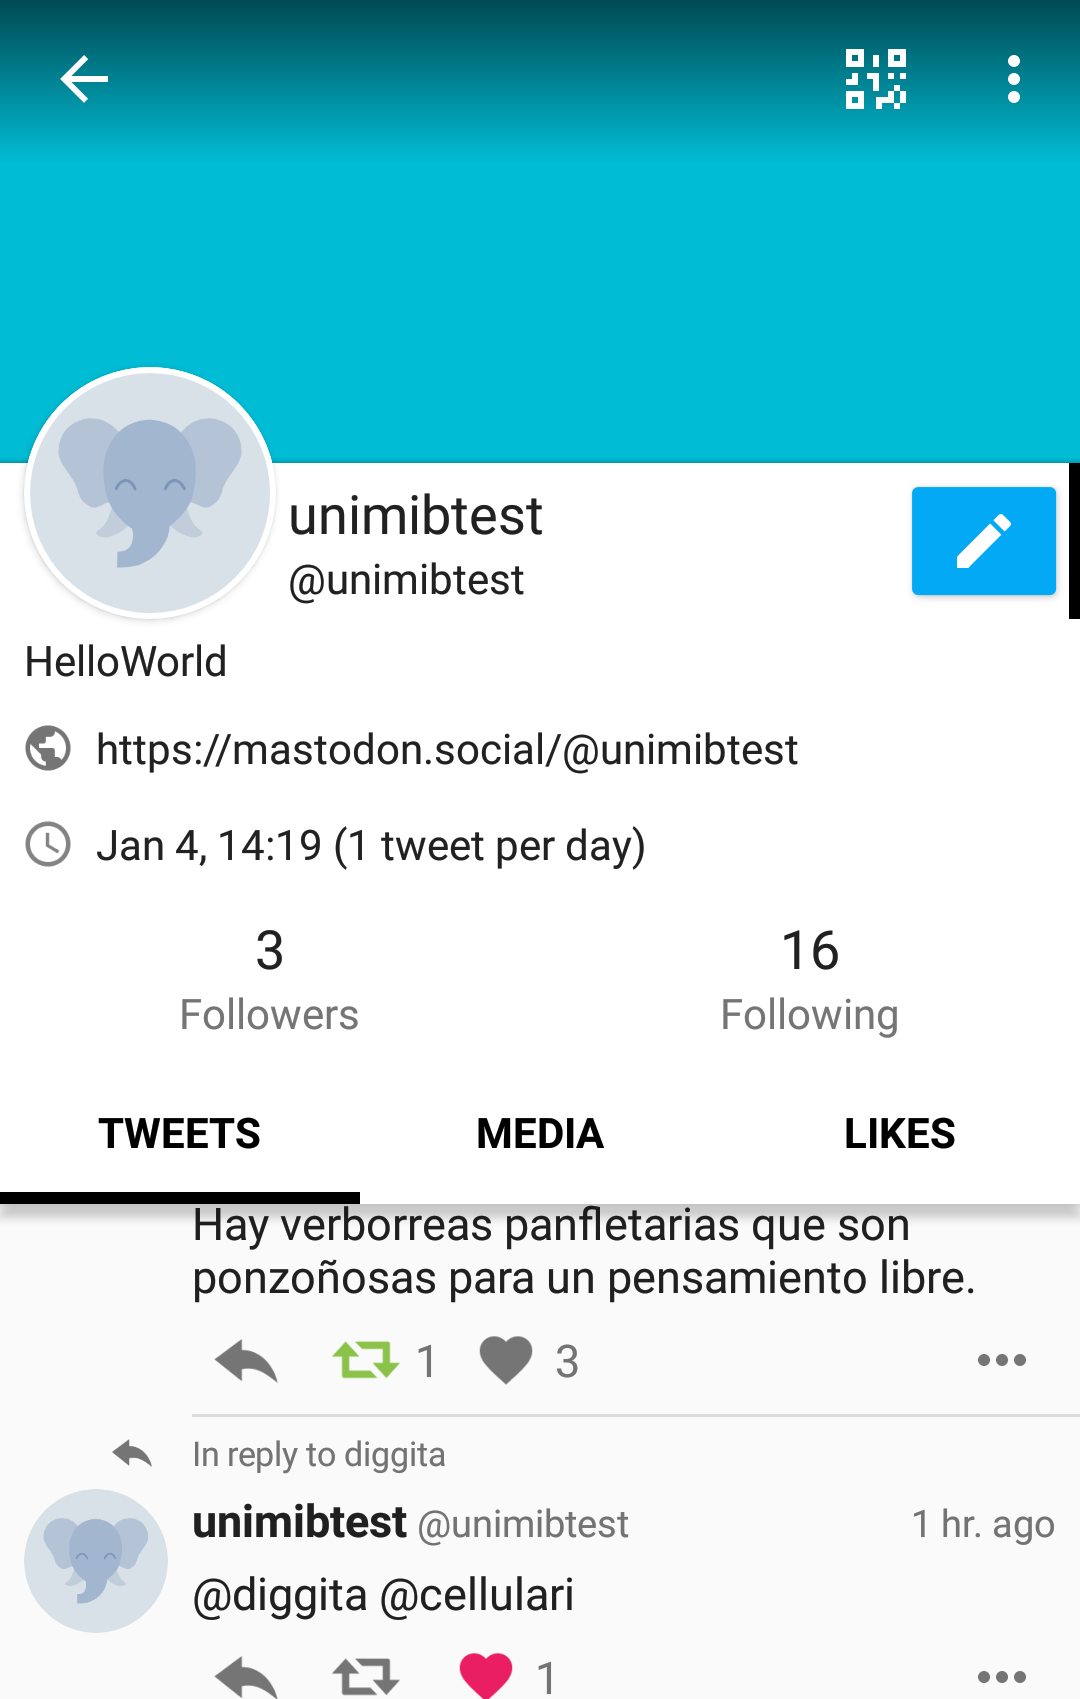 unimibtest
@unimibtest
HelloWorld
https://mastodon.social/@unimibtest
Jan 4, 14:19 (1 tweet per day)
3
Followers
16
Following
TWEETS
MEDIA
LIKES
Hay verborreas panfletarias que son
ponzoñosas para un pensamiento libre.
1 3
In reply to diggita
unimibtest @unimibtest 1 hr. ago
@diggita @cellulari
1